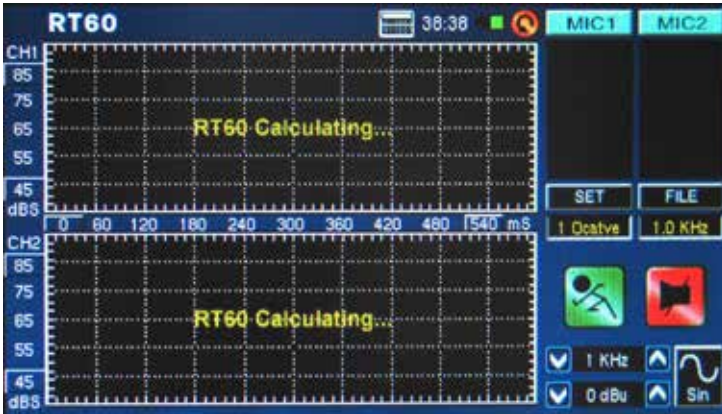 RT60 38:38 MIC1 MIC2
CH1
85
75
65
55
45
dBS
RT60 Calculating...
SET FILE
0 60 120 180 240 300 360 420 480 540 mS
1 Ocatve 1.0 KHz
CH2
85
75
65
55
45
dBS
RT60 Calculating...
1 KHz
0 dBu
Sin